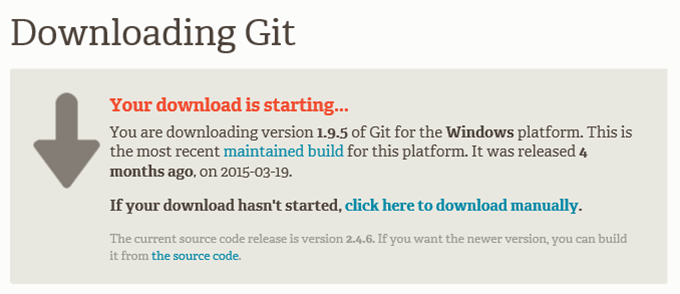 Downloading Git
Your download is starting...
You are downloading version 1.9.5 of Git for the Windows platform. This is
the most recent maintained build for this platform. It was released 4
months ago, on 2015-03-19.
If your download hasn't started, click here to download manually.
The current source code release is version 2.4.6. If you want the newer version, you can build
it from the source code.